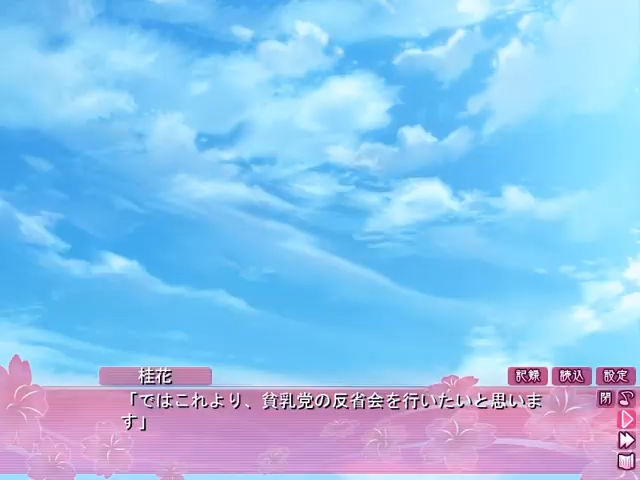 桂花
記録 読込 設定
「ではこれより、貧乳党の反省会を行いたいと思いま
す」
閉